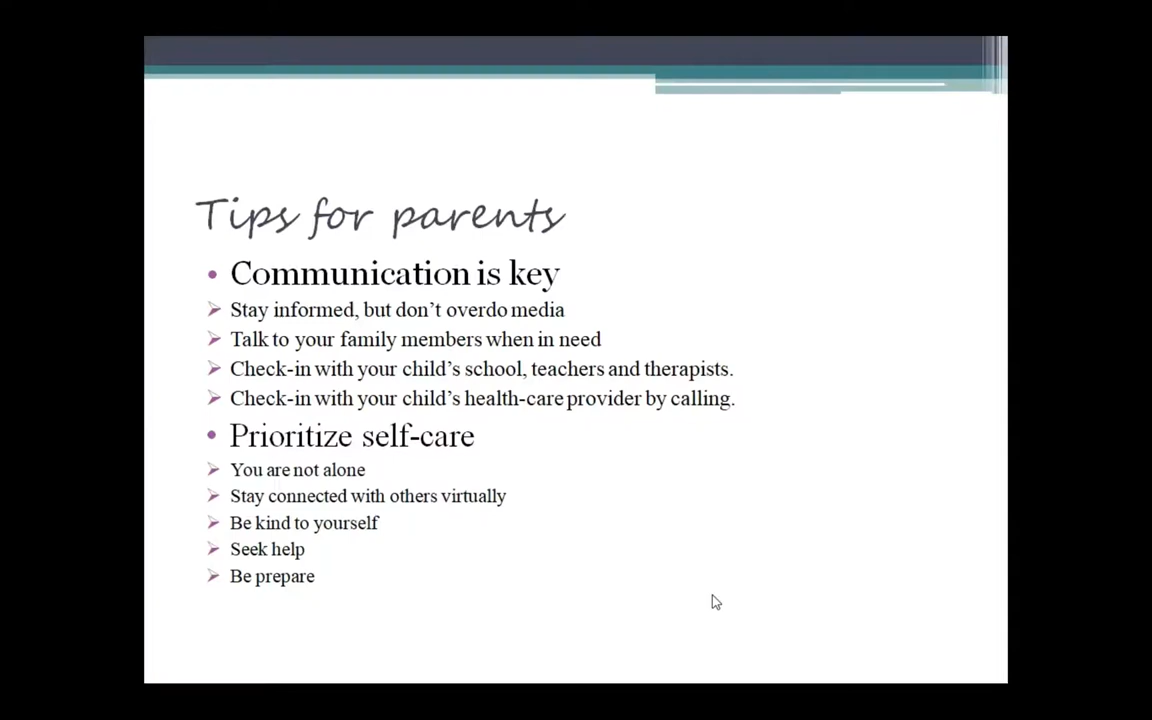 Tips for parents
• Communication is key
➢ Stay informed, but don’t overdo media
➢ Talk to your family members when in need
➢ Check-in with your child’s school, teachers and therapists.
➢ Check-in with your child’s health-care provider by calling.
• Prioritize self-care
➢ You are not alone
➢ Stay connected with others virtually
➢ Be kind to yourself
➢ Seek help
➢ Be prepare